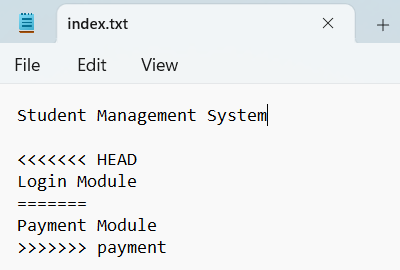 index.txt
File Edit View
Student Management System
<<<<<<< HEAD
Login Module
=======
Payment Module
>>>>>>> payment